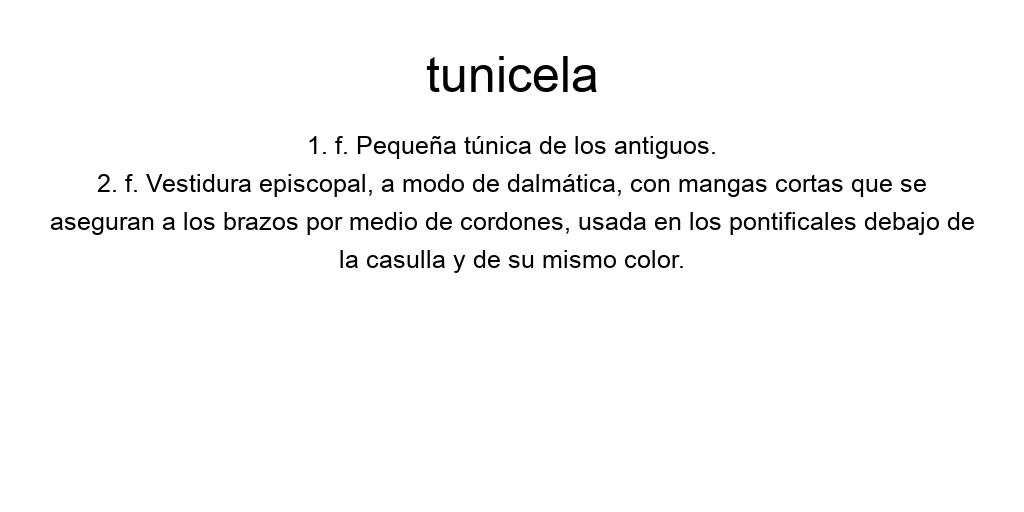 tunicela
1. f. Pequeña túnica de los antiguos.
2. f. Vestidura episcopal, a modo de dalmática, con mangas cortas que se
aseguran a los brazos por medio de cordones, usada en los pontificales debajo de
la casulla y de su mismo color.